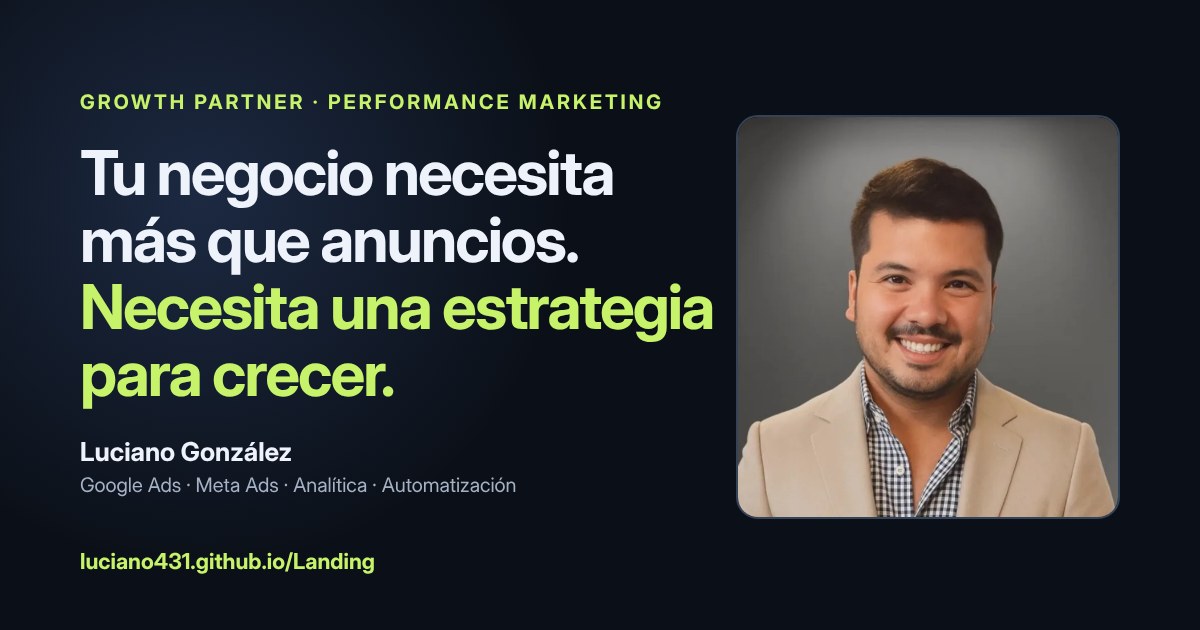 GROWTH PARTNER · PERFORMANCE MARKETING
Tu negocio necesita
más que anuncios.
Necesita una estrategia
para crecer.
Luciano González
Google Ads · Meta Ads · Analítica · Automatización
luciano431.github.io/Landing